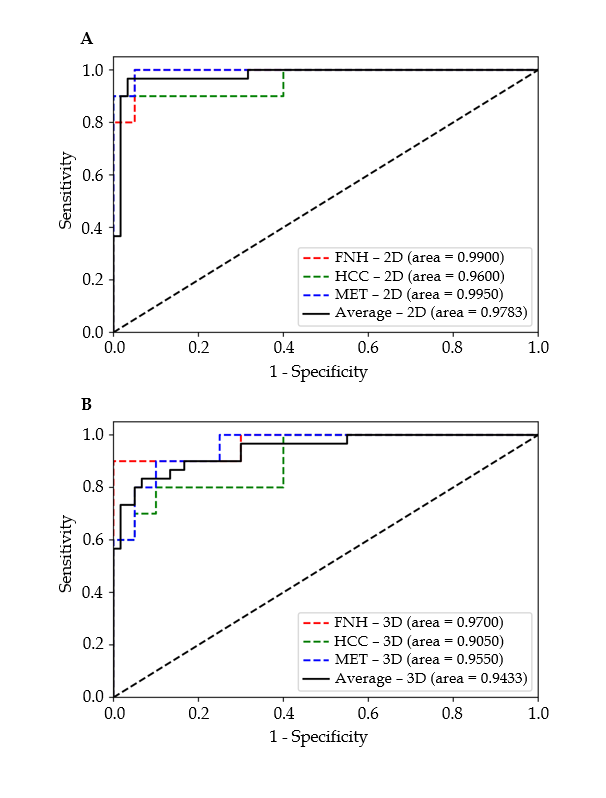 A
1.0
0.8
0.6
0.4
0.2
0.0
Sensitivity
FNH – 2D (area = 0.9900)
HCC – 2D (area = 0.9600)
MET – 2D (area = 0.9950)
Average – 2D (area = 0.9783)
0.0 0.2 0.4 0.6 0.8 1.0
1 - Specificity
B
1.0
0.8
0.6
0.4
0.2
0.0
Sensitivity
FNH – 3D (area = 0.9700)
HCC – 3D (area = 0.9050)
MET – 3D (area = 0.9550)
Average – 3D (area = 0.9433)
0.0 0.2 0.4 0.6 0.8 1.0
1 - Specificity